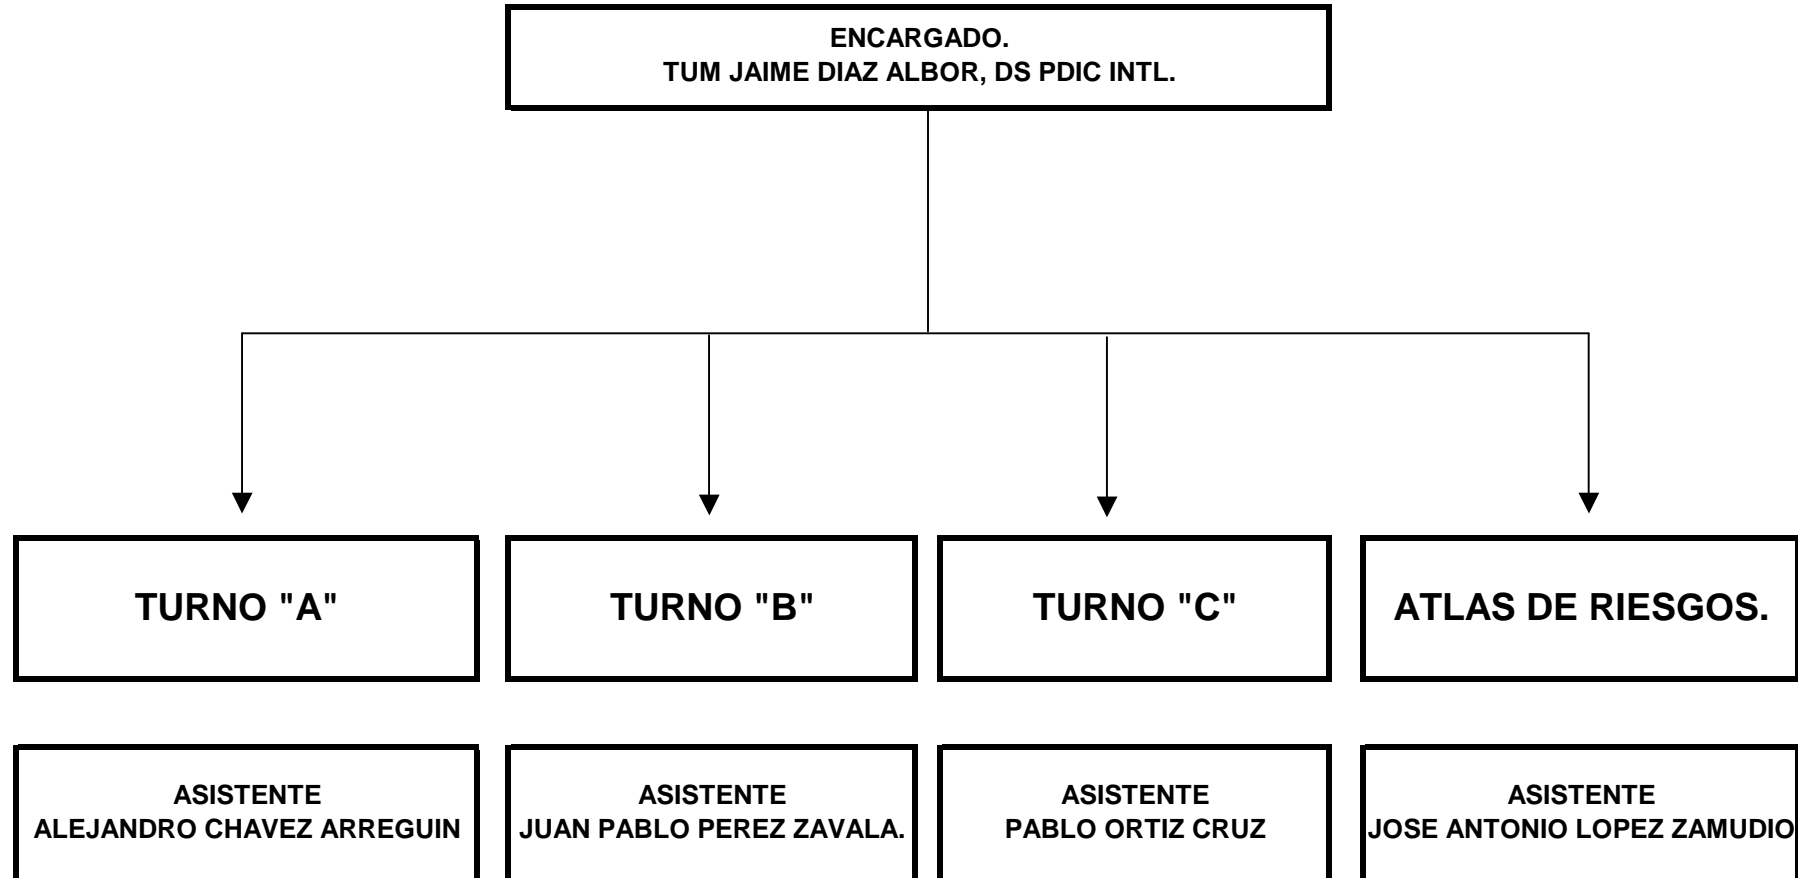 ENCARGADO.
TUM JAIME DIAZ ALBOR, DS PDIC INTL.
TURNO "A"
TURNO "B"
TURNO "C"
ATLAS DE RIESGOS.
ASISTENTE
ALEJANDRO CHAVEZ ARREGUIN
ASISTENTE
JUAN PABLO PEREZ ZAVALA.
ASISTENTE
PABLO ORTIZ CRUZ
ASISTENTE
JOSE ANTONIO LOPEZ ZAMUDIO